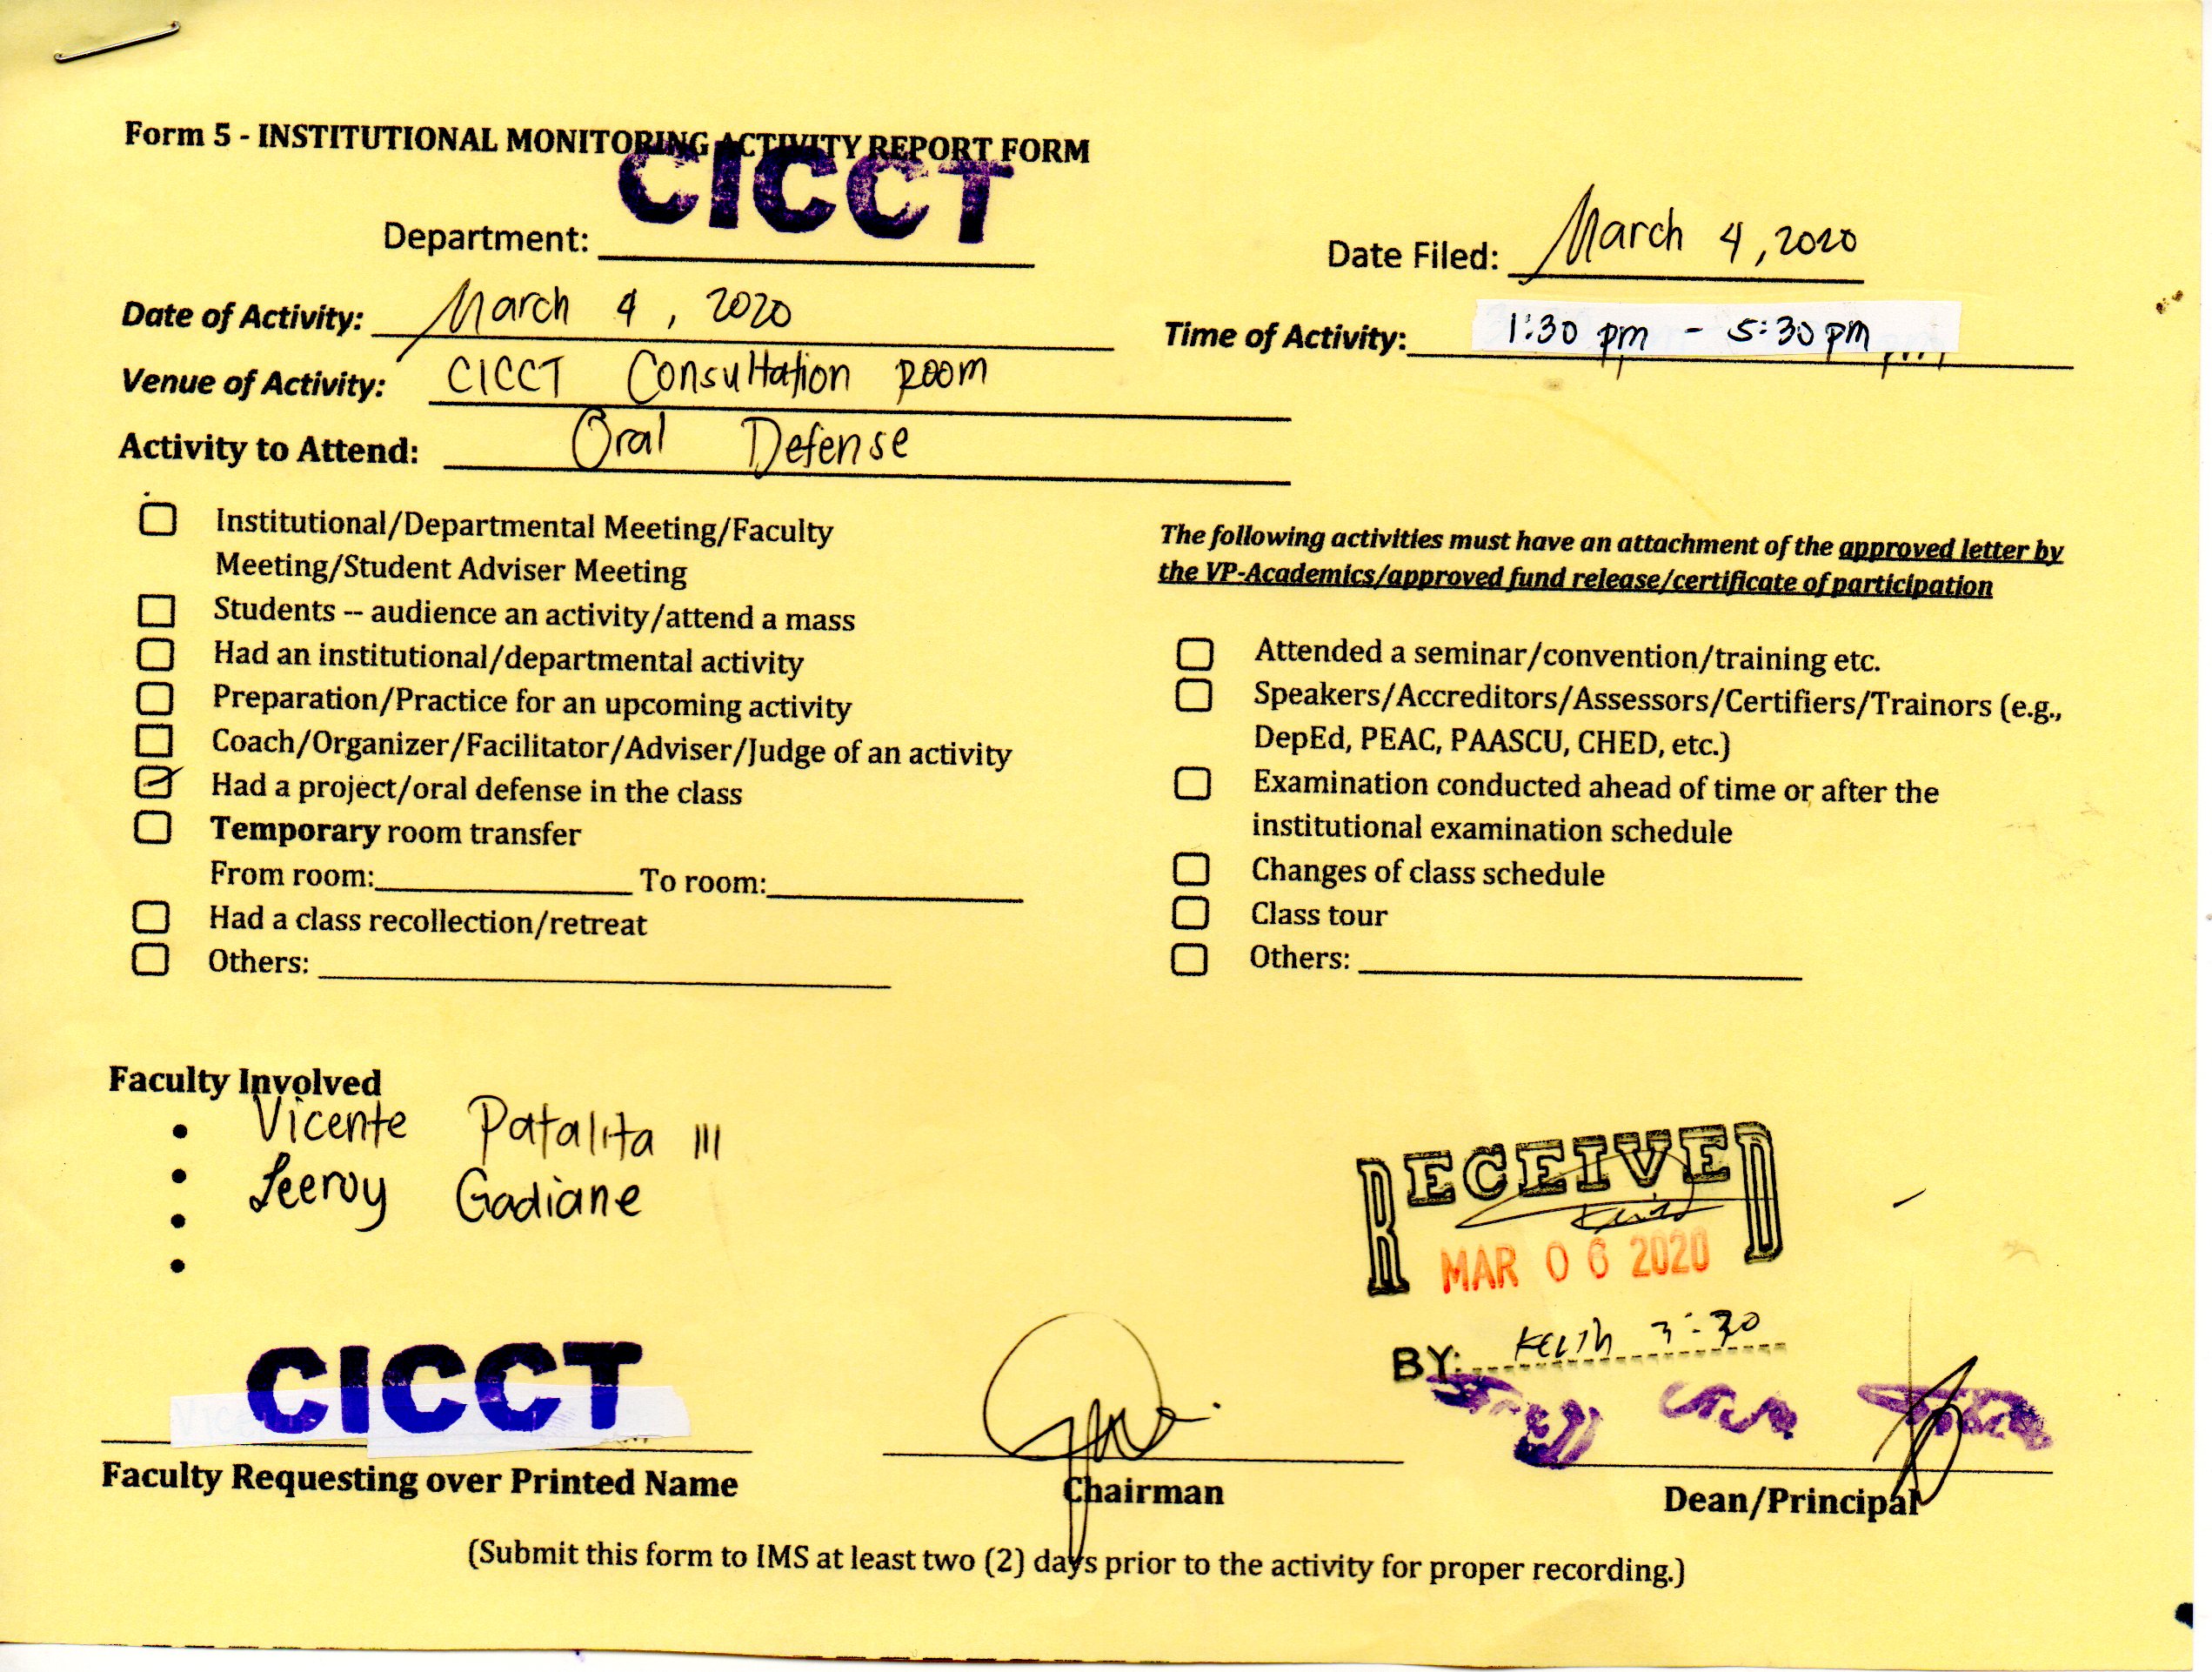 Form 5 - INSTITUTIONAL MONITORING ACTIVITY REPORT FORM
Department: CICCT
Date Filed: March 4, 2020
Date of Activity: March 4, 2020
Time of Activity: 1:30 pm - 5:30 pm
Venue of Activity: CICCT Consultation Room
Activity to Attend: Oral Defense
Institutional/Departmental Meeting/Faculty
Meeting/Student Adviser Meeting
Students -- audience an activity/attend a mass
Had an institutional/departmental activity
Preparation/Practice for an upcoming activity
Coach/Organizer/Facilitator/Adviser/Judge of an activity
Had a project/oral defense in the class
Temporary room transfer
From room: To room:
Had a class recollection/retreat
Others:
The following activities must have an attachment of the approved letter by
the VP-Academics/approved fund release/certificate of participation
Attended a seminar/convention/training etc.
Speakers/Accreditors/Assessors/Certifiers/Trainors (e.g.,
DepEd, PEAC, PAASCU, CHED, etc.)
Examination conducted ahead of time or after the
institutional examination schedule
Changes of class schedule
Class tour
Others:
Faculty Involved
Vicente Patalita III
Leeroy Gadiane
RECEIVED
MAR 06 2020
BY: Keith 3:30
CICCT
Faculty Requesting over Printed Name
Chairman
Dean/Principal
(Submit this form to IMS at least two (2) days prior to the activity for proper recording.)